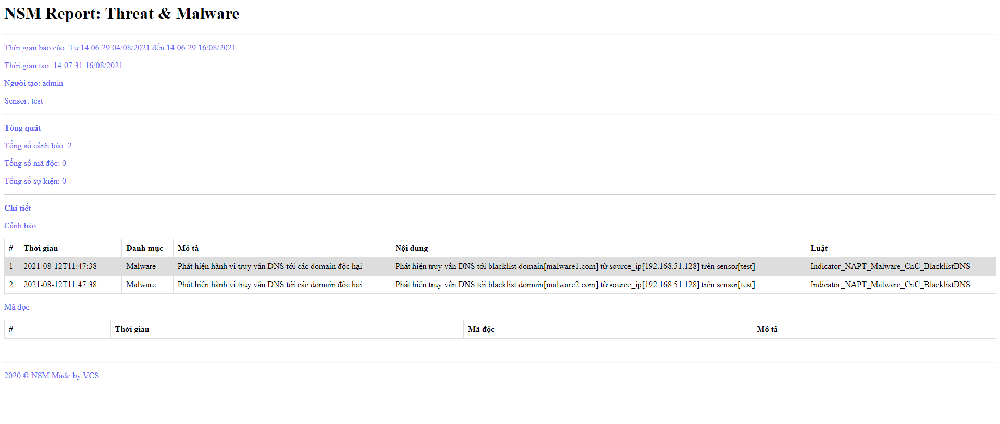 NSM Report: Threat & Malware
Thời gian báo cáo: Từ 14:06:29 04/08/2021 đến 14:06:29 16/08/2021
Thời gian tạo: 14:07:31 16/08/2021
Người tạo: admin
Sensor: test
Tổng quát
Tổng số cảnh báo: 2
Tổng số mã độc: 0
Tổng số sự kiện: 0
Chi tiết
Cảnh báo
# Thời gian Danh mục Mô tả Nội dung Luật
1 2021-08-12T11:47:38 Malware Phát hiện hành vi truy vấn DNS tới các domain độc hại Phát hiện truy vấn DNS tới blacklist domain[malware1.com] từ source_ip[192.168.51.128] trên sensor[test] Indicator_NAPT_Malware_CnC_BlacklistDNS
2 2021-08-12T11:47:38 Malware Phát hiện hành vi truy vấn DNS tới các domain độc hại Phát hiện truy vấn DNS tới blacklist domain[malware2.com] từ source_ip[192.168.51.128] trên sensor[test] Indicator_NAPT_Malware_CnC_BlacklistDNS
Mã độc
# Thời gian Mã độc Mô tả
2020 © NSM Made by VCS